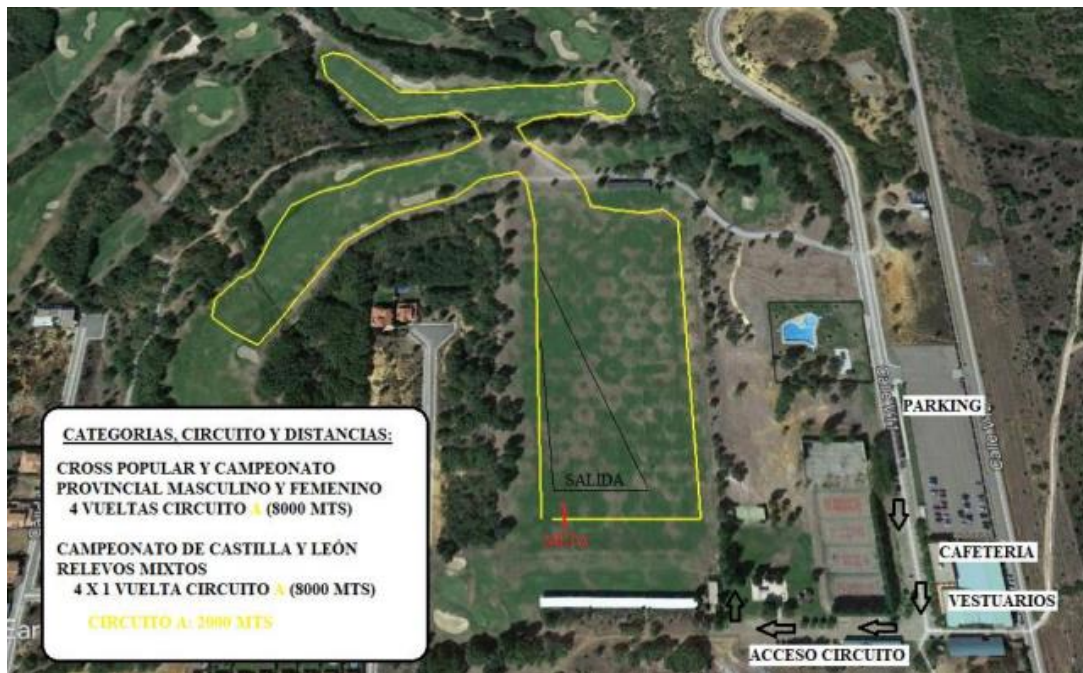 PARKING
CATEGORIAS, CIRCUITO Y DISTANCIAS:
CROSS POPULAR Y CAMPEONATO
PROVINCIAL MASCULINO Y FEMENINO
4 VUELTAS CIRCUITO A (8000 MTS)
CAMPEONATO DE CASTILLA Y LEÓN
RELEVOS MIXTOS
4 X 1 VUELTA CIRCUITO A (8000 MTS)
CIRCUITO A: 2000 MTS
SALIDA
META
CAFETERIA
VESTUARIOS
ACCESO CIRCUITO